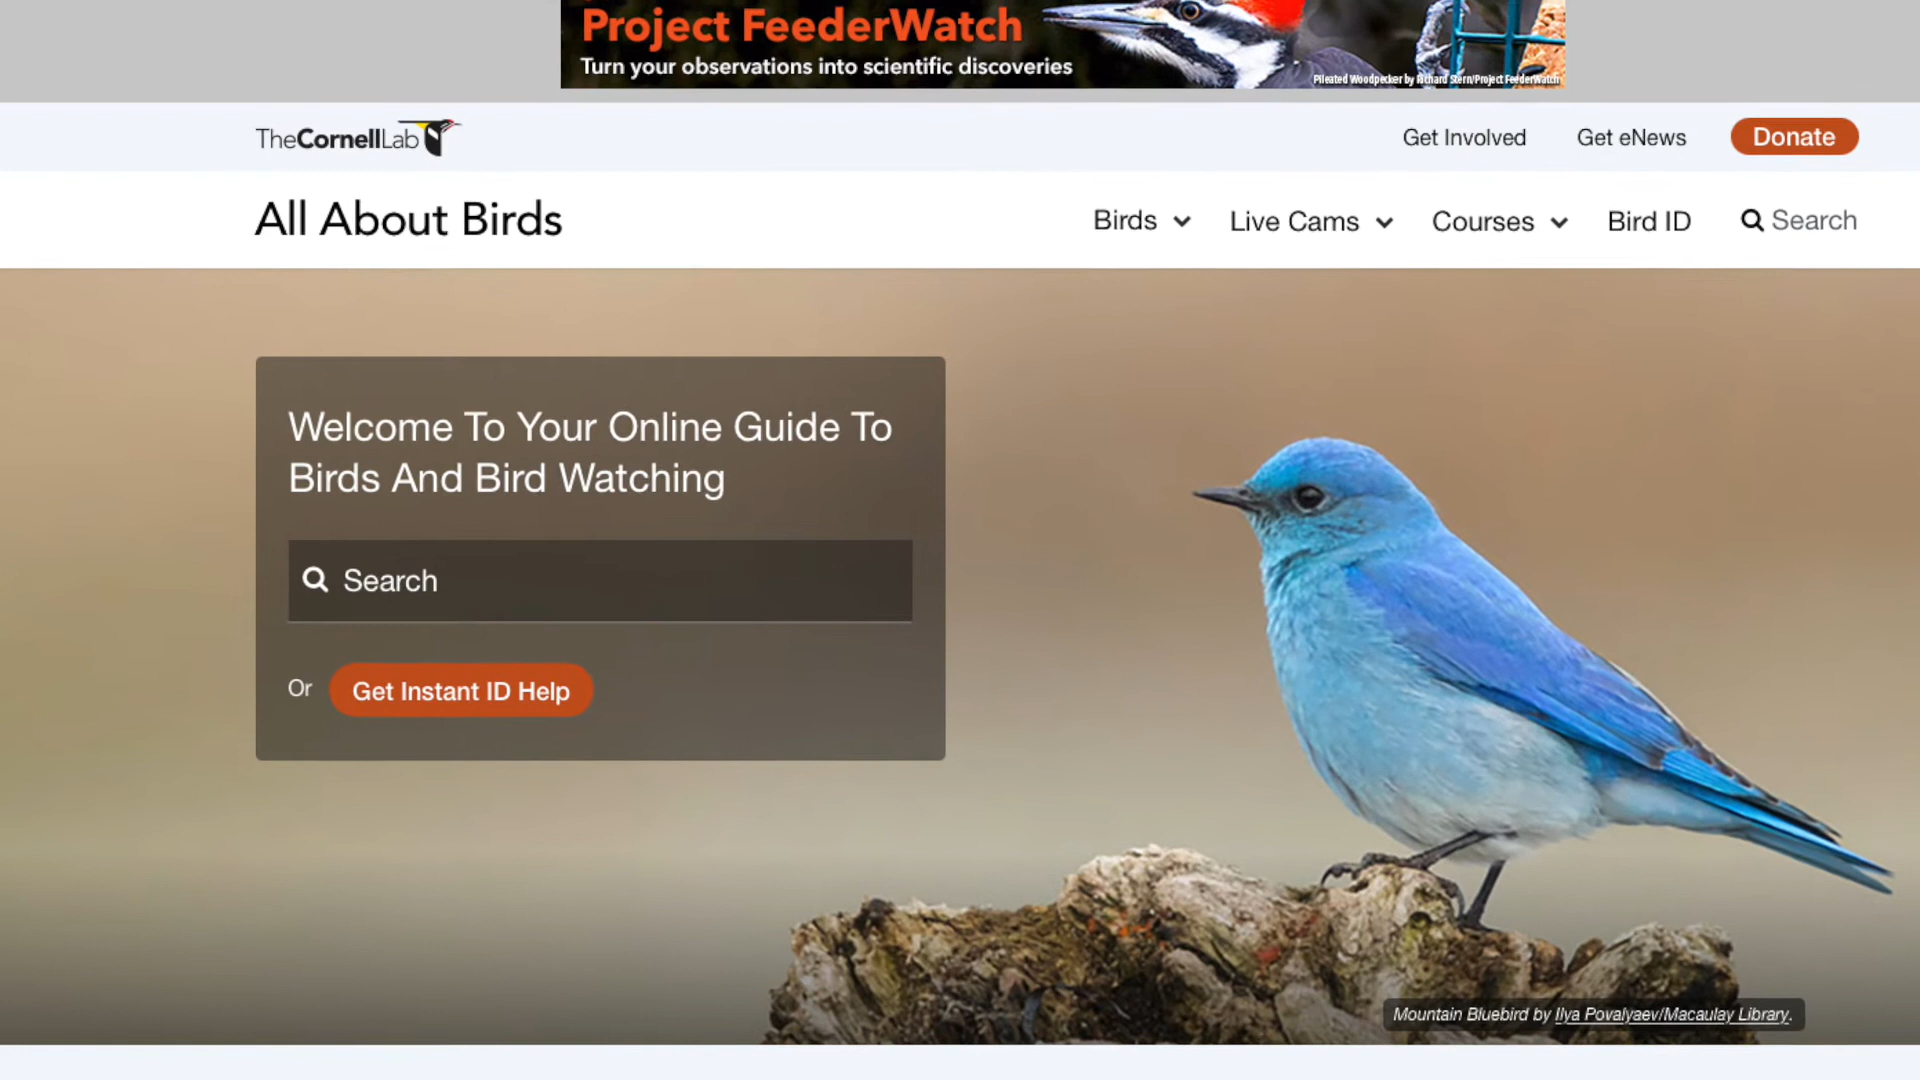 Project FeederWatch
Turn your observations into scientific discoveries
Pileated Woodpecker by Richard Stern/Project FeederWatch
TheCornellLab
Get Involved
Get eNews
Donate
All About Birds
Birds
Live Cams
Courses
Bird ID
Search
Welcome To Your Online Guide To
Birds And Bird Watching
Search
Or
Get Instant ID Help
Mountain Bluebird by Ilya Povalyaev/Macaulay Library.